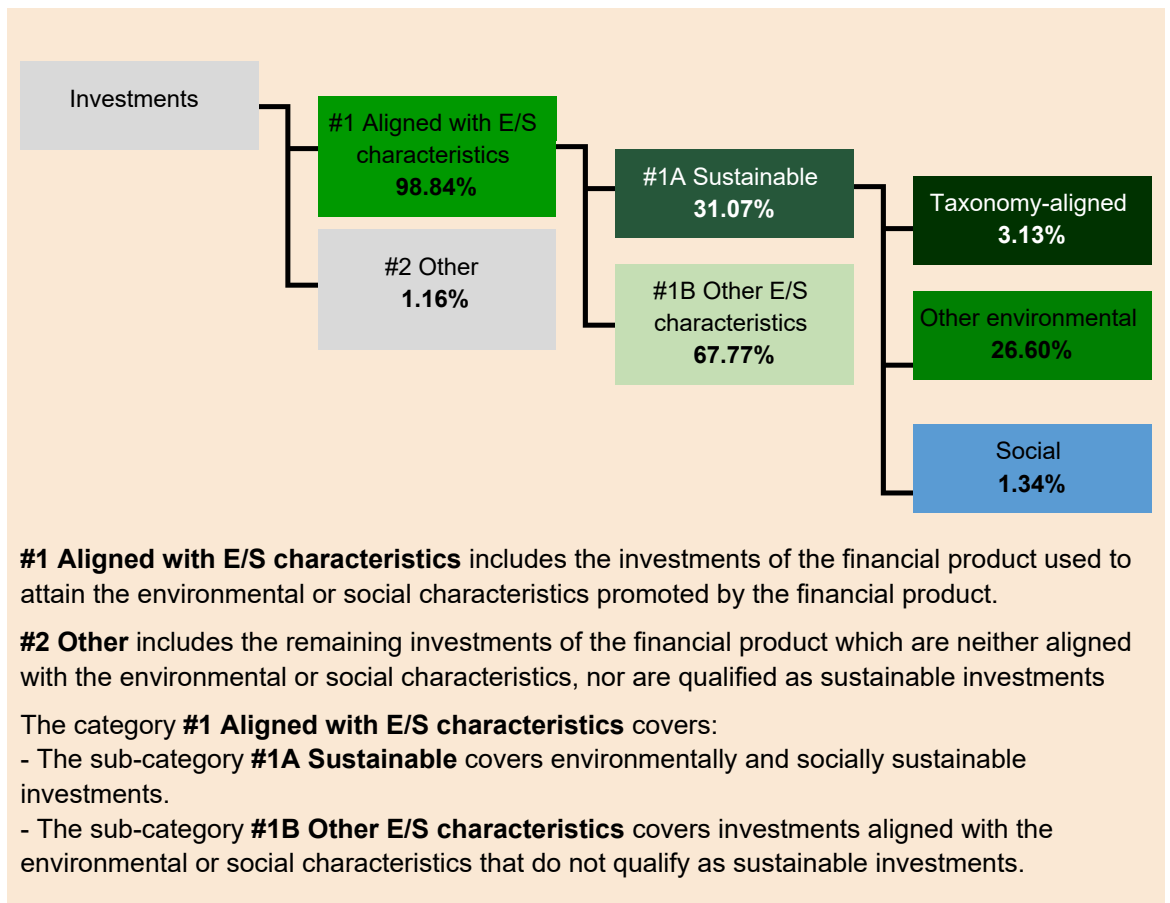 Investments
#1 Aligned with E/S
characteristics
98.84%
#2 Other
1.16%
#1A Sustainable
31.07%
#1B Other E/S
characteristics
67.77%
Taxonomy-aligned
3.13%
Other environmental
26.60%
Social
1.34%
#1 Aligned with E/S characteristics includes the investments of the financial product used to
attain the environmental or social characteristics promoted by the financial product.
#2 Other includes the remaining investments of the financial product which are neither aligned
with the environmental or social characteristics, nor are qualified as sustainable investments
The category #1 Aligned with E/S characteristics covers:
- The sub-category #1A Sustainable covers environmentally and socially sustainable
investments.
- The sub-category #1B Other E/S characteristics covers investments aligned with the
environmental or social characteristics that do not qualify as sustainable investments.